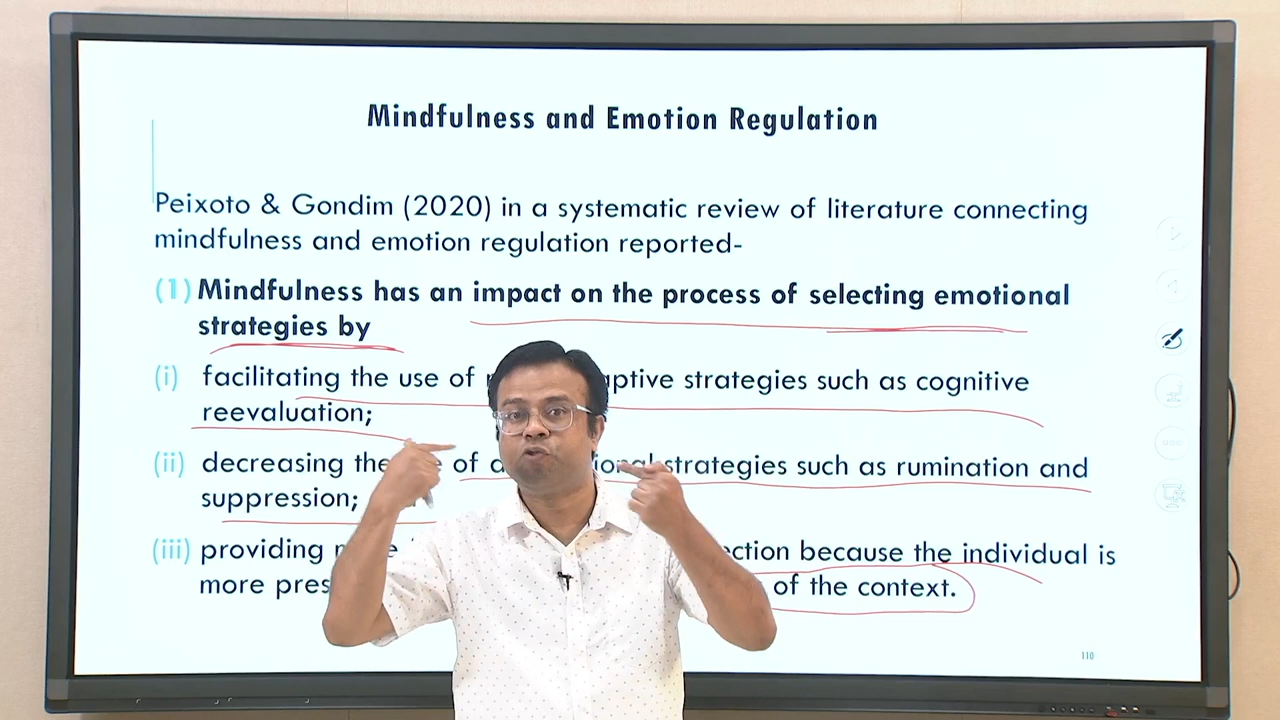 Mindfulness and Emotion Regulation
Peixoto & Gondim (2020) in a systematic review of literature connecting
mindfulness and emotion regulation reported-
(1) Mindfulness has an impact on the process of selecting emotional
strategies by
(i) facilitating the use of strategies such as cognitive
reevaluation;
(ii) decreasing the of strategies such as rumination and
suppression;
(iii) providing because the individual is
more of the context.
110